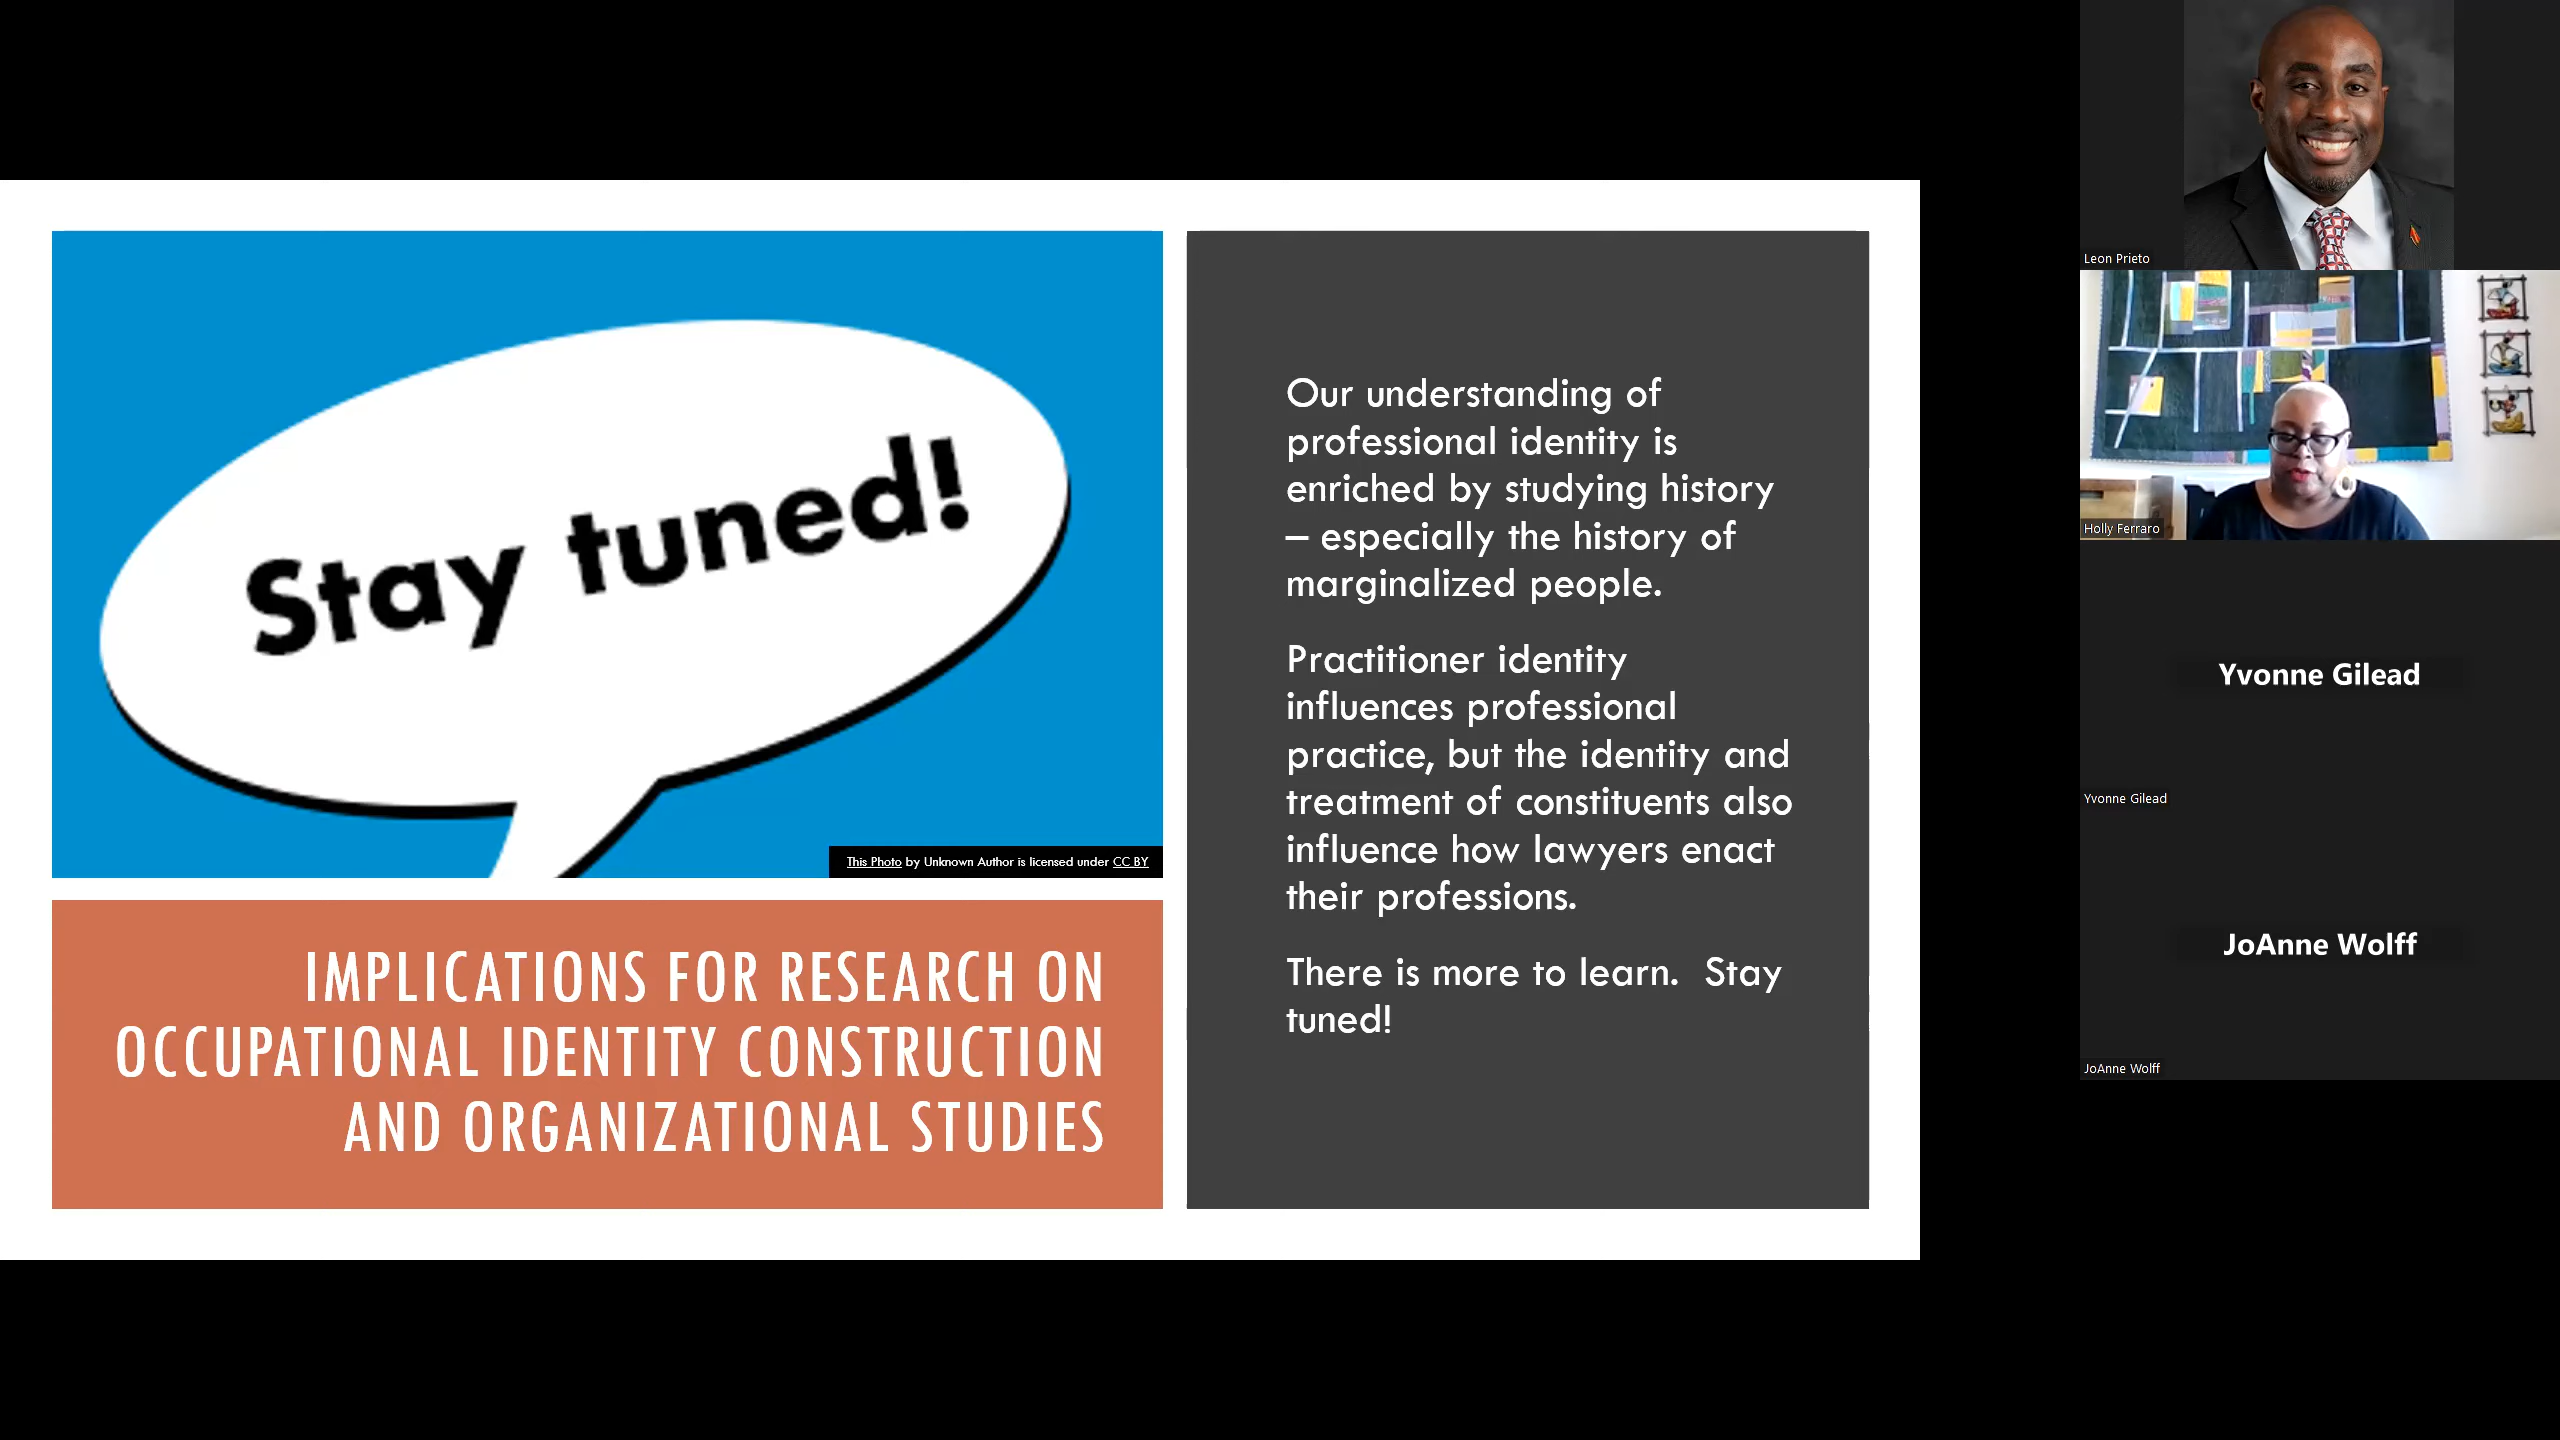 Stay tuned!
This Photo by Unknown Author is licensed under CC BY
IMPLICATIONS FOR RESEARCH ON
OCCUPATIONAL IDENTITY CONSTRUCTION
AND ORGANIZATIONAL STUDIES
Our understanding of
professional identity is
enriched by studying history
– especially the history of
marginalized people.
Practitioner identity
influences professional
practice, but the identity and
treatment of constituents also
influence how lawyers enact
their professions.
There is more to learn.  Stay
tuned!
Leon Prieto
Holly Ferraro
Yvonne Gilead
Yvonne Gilead
JoAnne Wolff
JoAnne Wolff